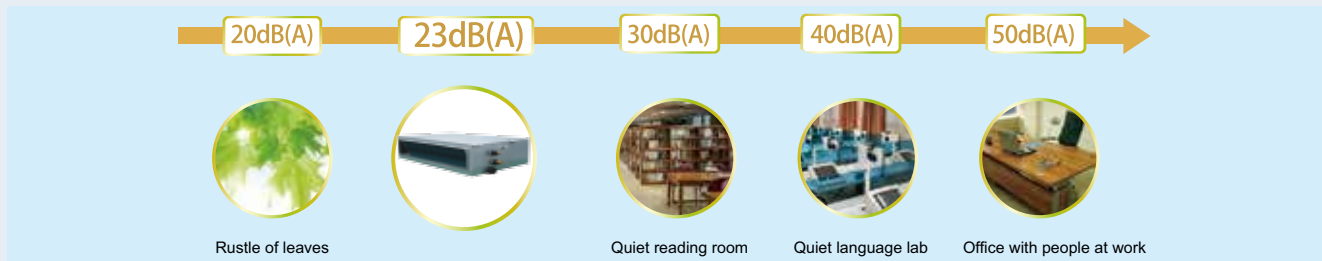 20dB(A) 23dB(A) 30dB(A) 40dB(A) 50dB(A)
Rustle of leaves Quiet reading room Quiet language lab Office with people at work